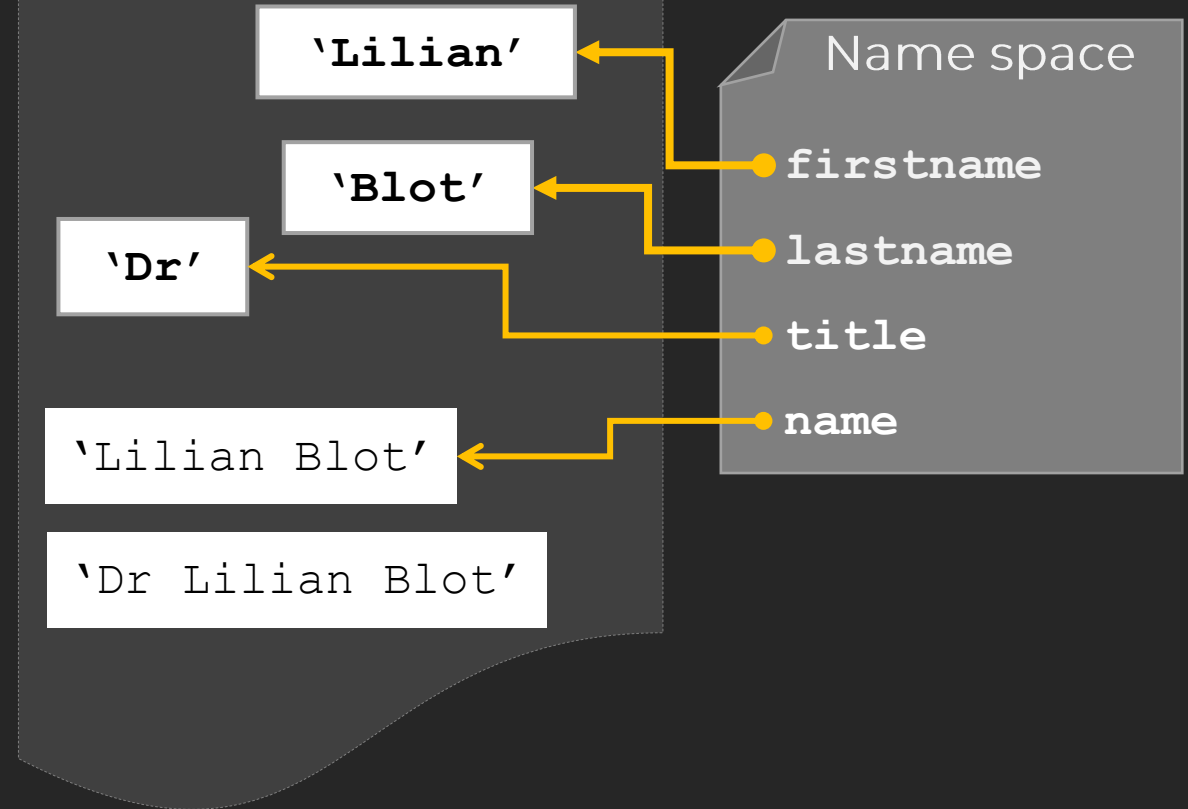 ‘Lilian’
‘Blot’
‘Dr’
‘Lilian Blot’
‘Dr Lilian Blot’
Name space
firstname
lastname
title
name